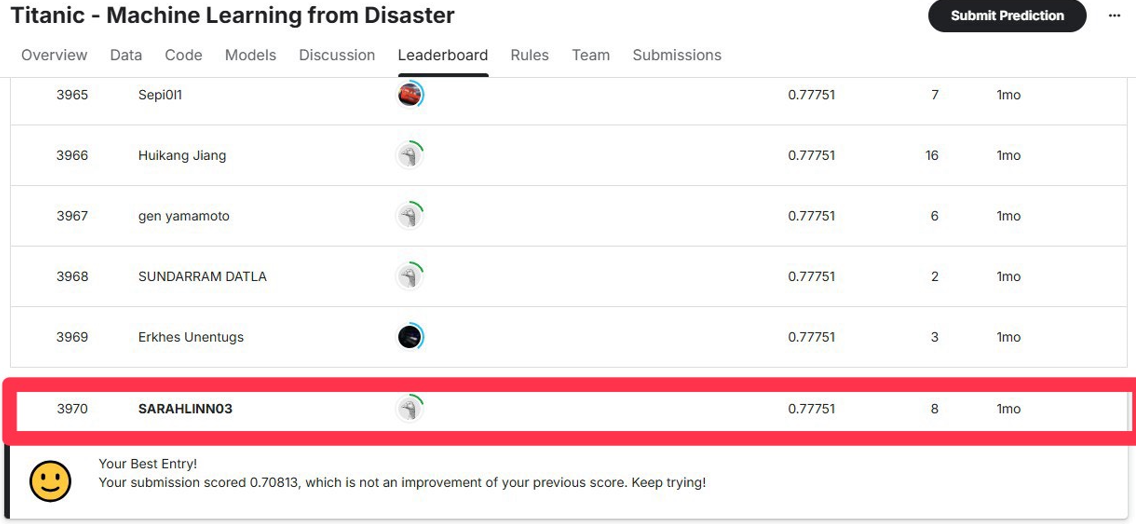 Titanic - Machine Learning from Disaster
Submit Prediction
...
Overview Data Code Models Discussion Leaderboard Rules Team Submissions
3965 Sepi0l1 0.77751 7 1mo
3966 Huikang Jiang 0.77751 16 1mo
3967 gen yamamoto 0.77751 6 1mo
3968 SUNDARRAM DATLA 0.77751 2 1mo
3969 Erkhes Unentugs 0.77751 3 1mo
3970 SARAHLINN03 0.77751 8 1mo
Your Best Entry!
Your submission scored 0.70813, which is not an improvement of your previous score. Keep trying!